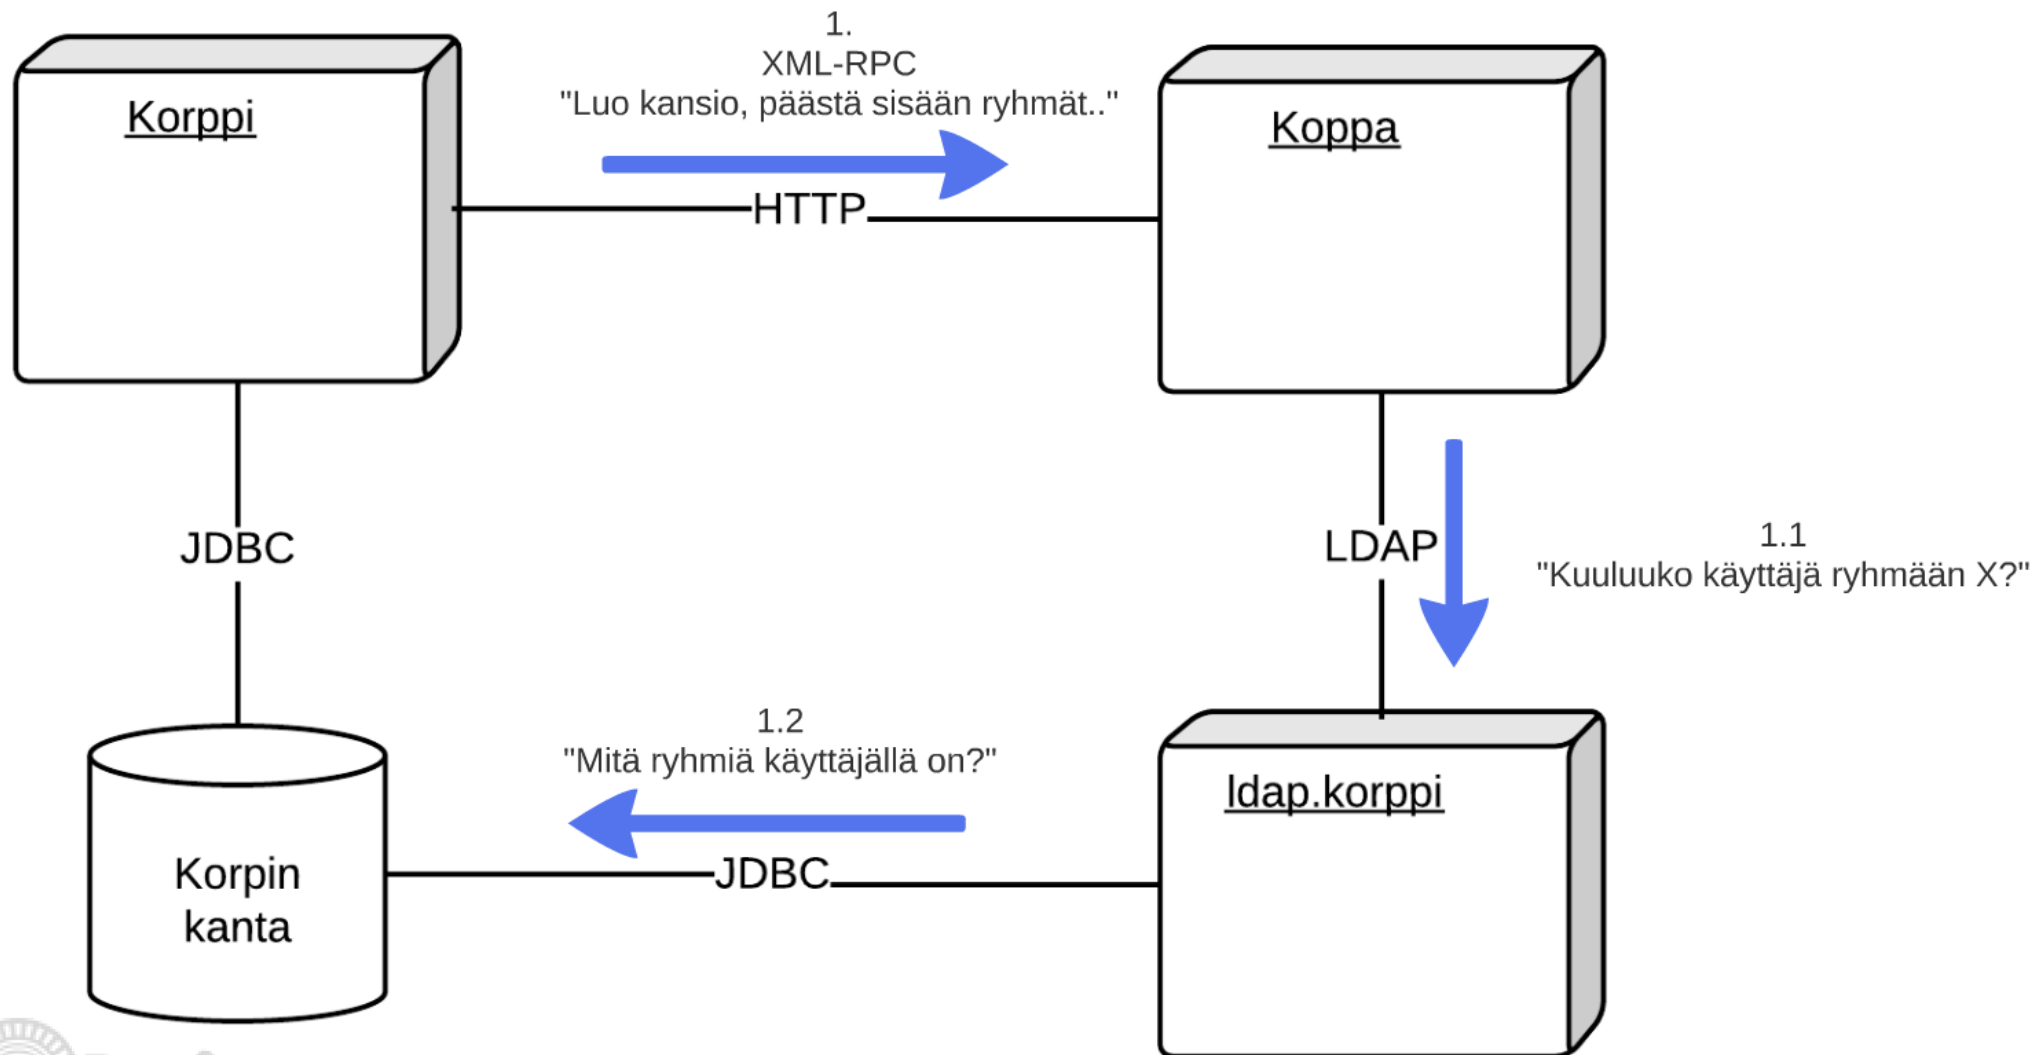 1.
XML-RPC
"Luo kansio, päästä sisään ryhmät.."
Korppi
Koppa
HTTP
JDBC
LDAP
1.1
"Kuuluuko käyttäjä ryhmään X?"
1.2
"Mitä ryhmiä käyttäjällä on?"
ldap.korppi
JDBC
Korpin
kanta